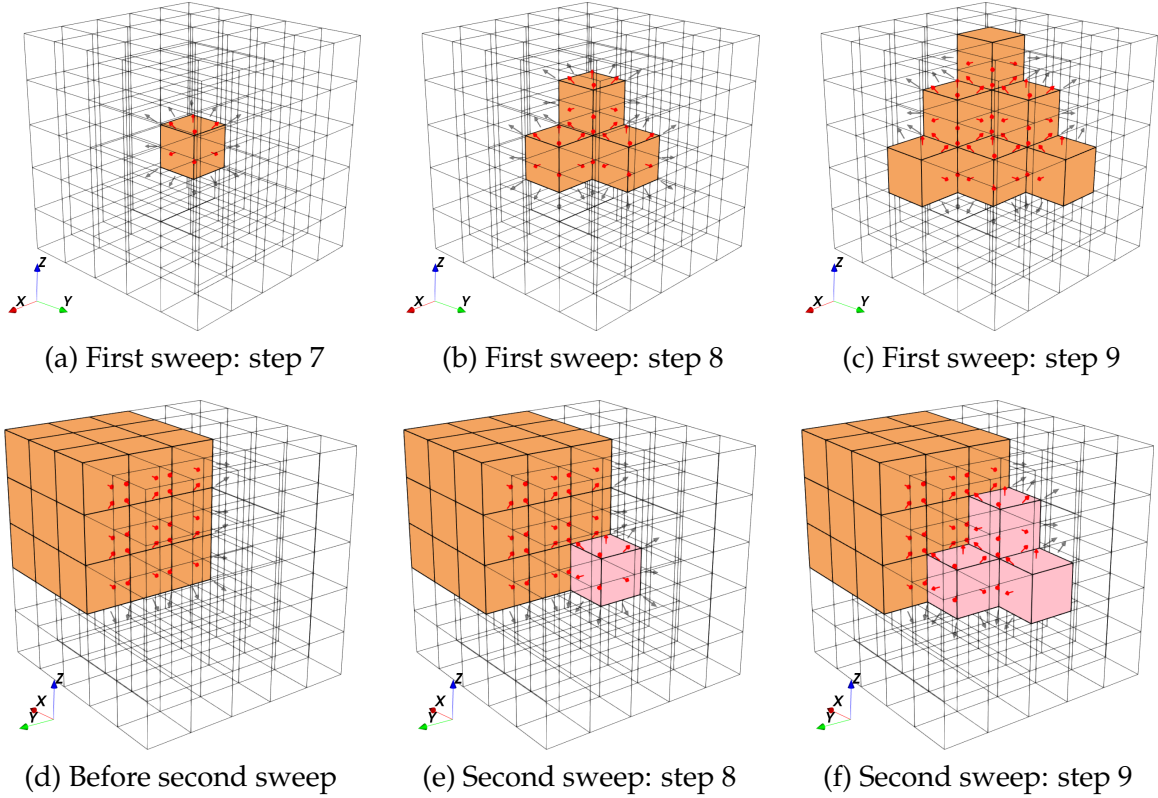 Z
X
Y
Z
X
Y
Z
X
Y
(a) First sweep: step 7
(b) First sweep: step 8
(c) First sweep: step 9
Z
X
Y
Z
X
Y
Z
X
Y
(d) Before second sweep
(e) Second sweep: step 8
(f) Second sweep: step 9